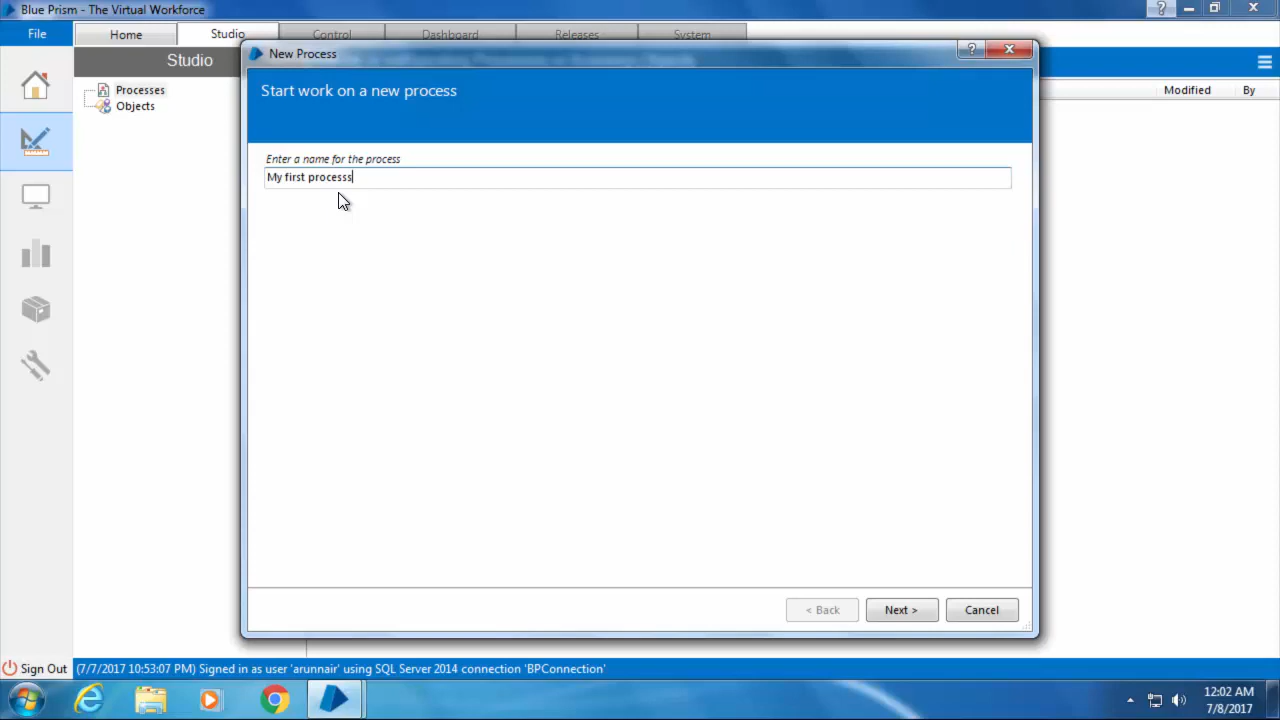 Blue Prism - The Virtual Workforce
?
File
Home
Studio
Control
Dashboard
Releases
System
Studio
Modified
By
Processes
Objects
New Process
?
Start work on a new process
Enter a name for the process
My first processs
< Back
Next >
Cancel
Sign Out
(7/7/2017 10:53:07 PM) Signed in as user 'arunnair' using SQL Server 2014 connection 'BPConnection'
12:02 AM
7/8/2017